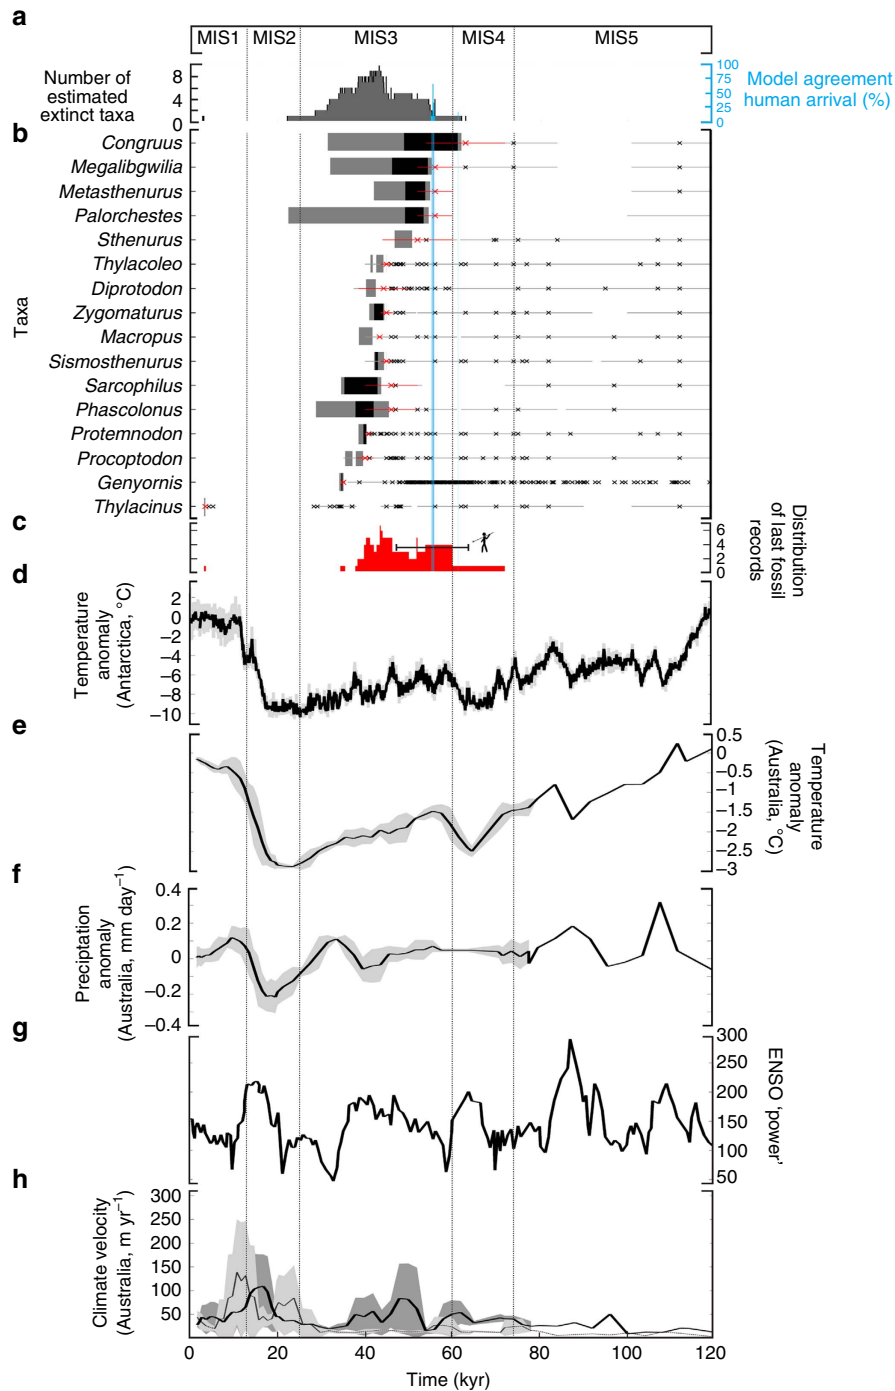 a
MIS1 MIS2 MIS3 MIS4 MIS5
Number of
estimated
extinct taxa
8
4
0
100
75
50
25
0
Model agreement
human arrival (%)
b
Taxa
Congruus
Megalibgwilia
Metasthenurus
Palorchestes
Sthenurus
Thylacoleo
Diprotodon
Zygomaturus
Macropus
Sismosthenurus
Sarcophilus
Phascolonus
Protemnodon
Procoptodon
Genyornis
Thylacinus
c
6
4
2
0
Distribution
of last fossil
records
d
Temperature
anomaly
(Antarctica, °C)
2
0
−2
−4
−6
−8
−10
e
0.5
0
−0.5
−1
−1.5
−2
−2.5
−3
Temperature
anomaly
(Australia, °C)
f
Preciptation
anomaly
(Australia, mm day−1)
0.4
0.2
0
−0.2
−0.4
g
300
200
150
100
50
ENSO ‘power’
h
Climate velocity
(Australia, m yr−1)
300
250
200
150
100
50
0 20 40 60 80 100 120
Time (kyr)